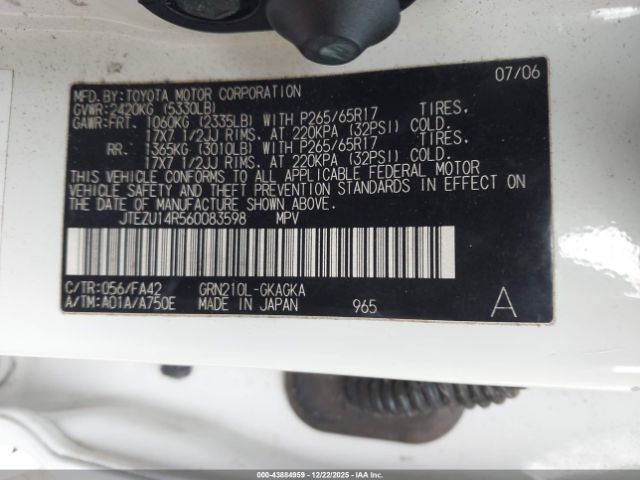 07/06
MFD.BY:TOYOTA MOTOR CORPORATION
GVWR:2420KG (5330LB)
GAWR:FRT. 1060KG (2335LB) WITH P265/65R17 TIRES,
17X7 1/2JJ RIMS, AT 220KPA (32PSI) COLD.
RR. 1365KG (3010LB) WITH P265/65R17 TIRES,
17X7 1/2JJ RIMS, AT 220KPA (32PSI) COLD.
THIS VEHICLE CONFORMS TO ALL APPLICABLE FEDERAL MOTOR
VEHICLE SAFETY AND THEFT PREVENTION STANDARDS IN EFFECT ON
THE DATE OF MANUFACTURE SHOWN ABOVE.
JTEZU14R560083598 MPV
C/TR:056/FA42 GRN210L-GKAGKA
A/TM:A01A/A750E MADE IN JAPAN 965 A
000-43884959 • 12/22/2025 • IAAI.COM